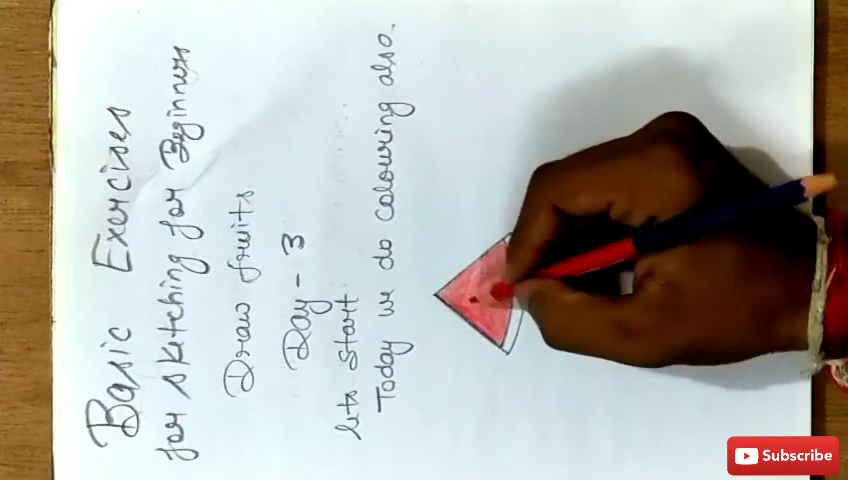 Basic Exercises
for sketching for Beginners
Draw fruits
Day - 3
lets start
Today we do colouring also.
Subscribe